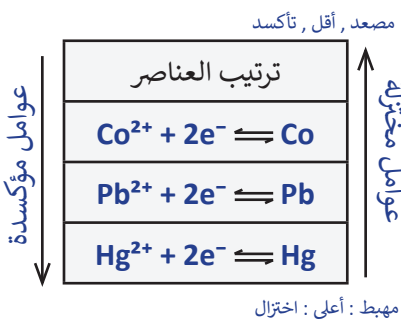 مصعد , أقل , تأكسد
ترتيب العناصر
Co²⁺ + 2e⁻ ⇌ Co
Pb²⁺ + 2e⁻ ⇌ Pb
Hg²⁺ + 2e⁻ ⇌ Hg
عوامل مختزله
عوامل مؤكسدة
مهبط : أعلى : اختزال